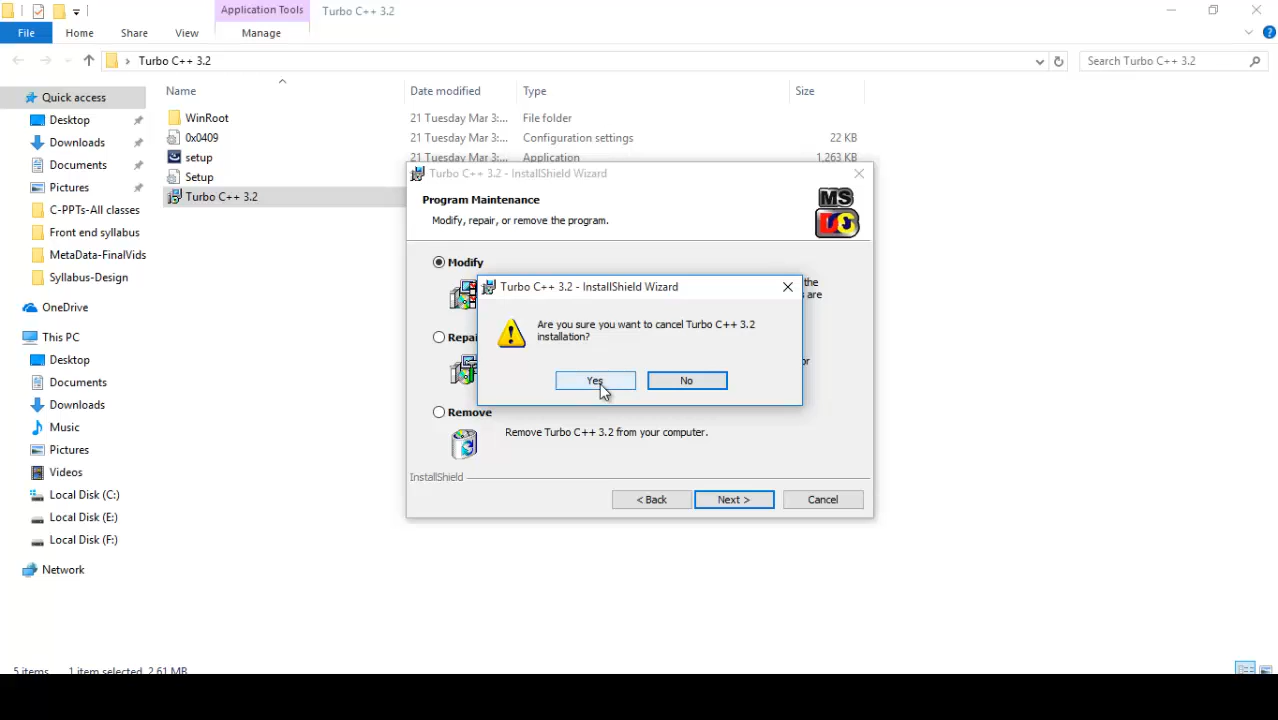 Application Tools
Turbo C++ 3.2
File
Home
Share
View
Manage
Turbo C++ 3.2
Search Turbo C++ 3.2
Quick access
Desktop
Downloads
Documents
Pictures
C-PPTs-All classes
Front end syllabus
MetaData-FinalVids
Syllabus-Design
OneDrive
This PC
Desktop
Documents
Downloads
Music
Pictures
Videos
Local Disk (C:)
Local Disk (E:)
Local Disk (F:)
Network
Name Date modified Type Size
WinRoot 21 Tuesday Mar 3:... File folder
0x0409 21 Tuesday Mar 3:... Configuration settings 22 KB
setup 21 Tuesday Mar 3:... Application 1,263 KB
Setup
Turbo C++ 3.2
Turbo C++ 3.2 - InstallShield Wizard
Program Maintenance
Modify, repair, or remove the program.
MS
Modify
the
s are
Repai
or
Turbo C++ 3.2 - InstallShield Wizard
Are you sure you want to cancel Turbo C++ 3.2
installation?
Yes No
Remove
Remove Turbo C++ 3.2 from your computer.
InstallShield
< Back Next > Cancel
5 items 1 item selected 2.61 MB